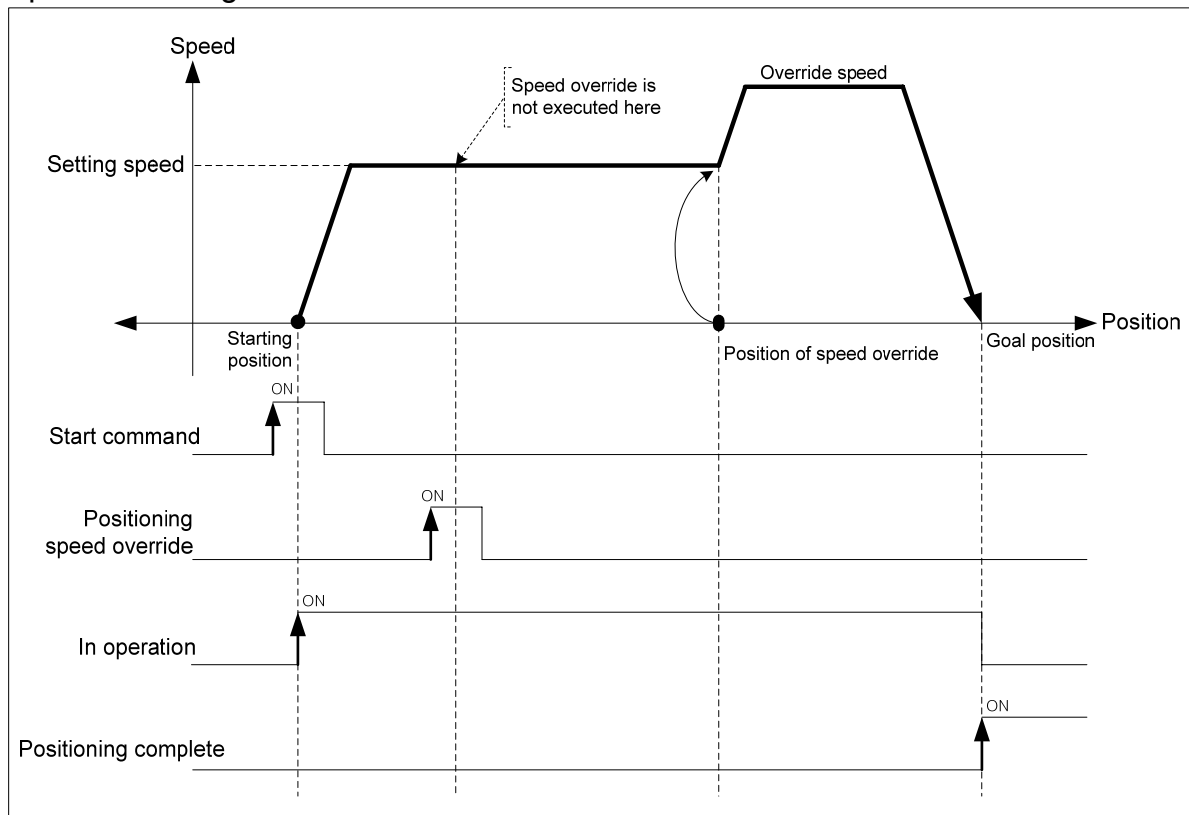 Speed
Speed override is
not executed here
Override speed
Setting speed
Position
Starting
position
Position of speed override
Goal position
ON
Start command
ON
Positioning
speed override
ON
In operation
ON
Positioning complete